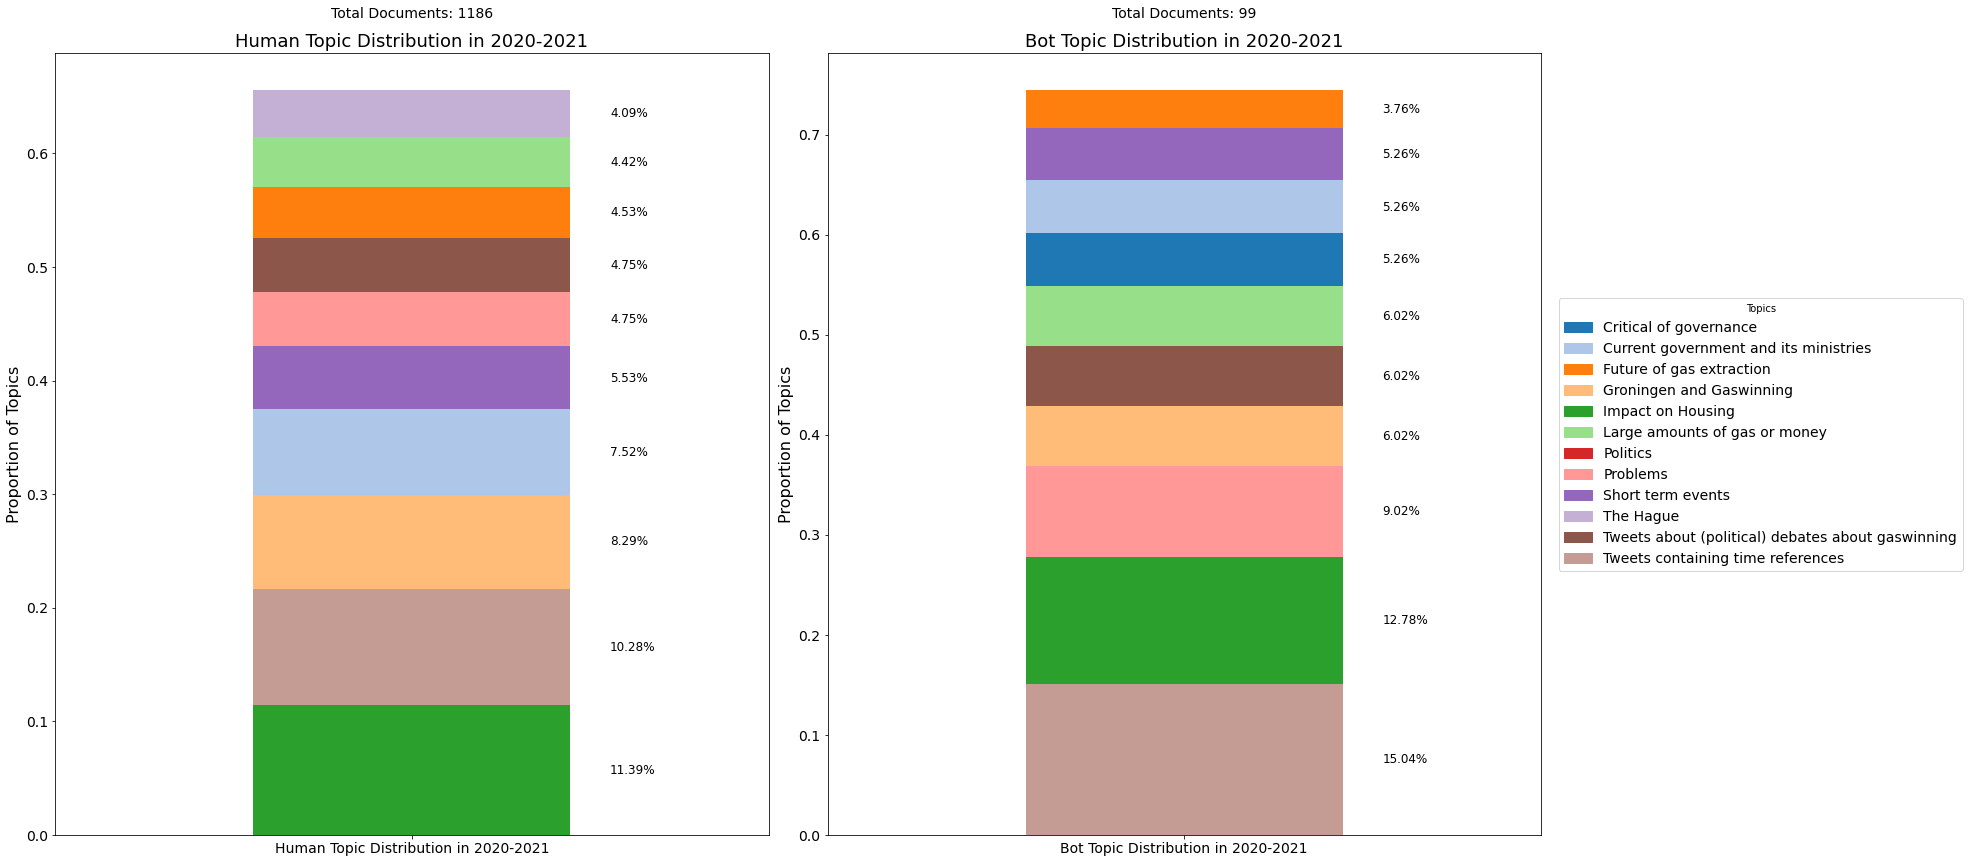 Total Documents: 1186
Human Topic Distribution in 2020-2021
Proportion of Topics
0.6
0.5
0.4
0.3
0.2
0.1
0.0
4.09%
4.42%
4.53%
4.75%
4.75%
5.53%
7.52%
8.29%
10.28%
11.39%
Human Topic Distribution in 2020-2021
Total Documents: 99
Bot Topic Distribution in 2020-2021
Proportion of Topics
0.7
0.6
0.5
0.4
0.3
0.2
0.1
0.0
3.76%
5.26%
5.26%
5.26%
6.02%
6.02%
6.02%
9.02%
12.78%
15.04%
Bot Topic Distribution in 2020-2021
Topics
Critical of governance
Current government and its ministries
Future of gas extraction
Groningen and Gaswinning
Impact on Housing
Large amounts of gas or money
Politics
Problems
Short term events
The Hague
Tweets about (political) debates about gaswinning
Tweets containing time references